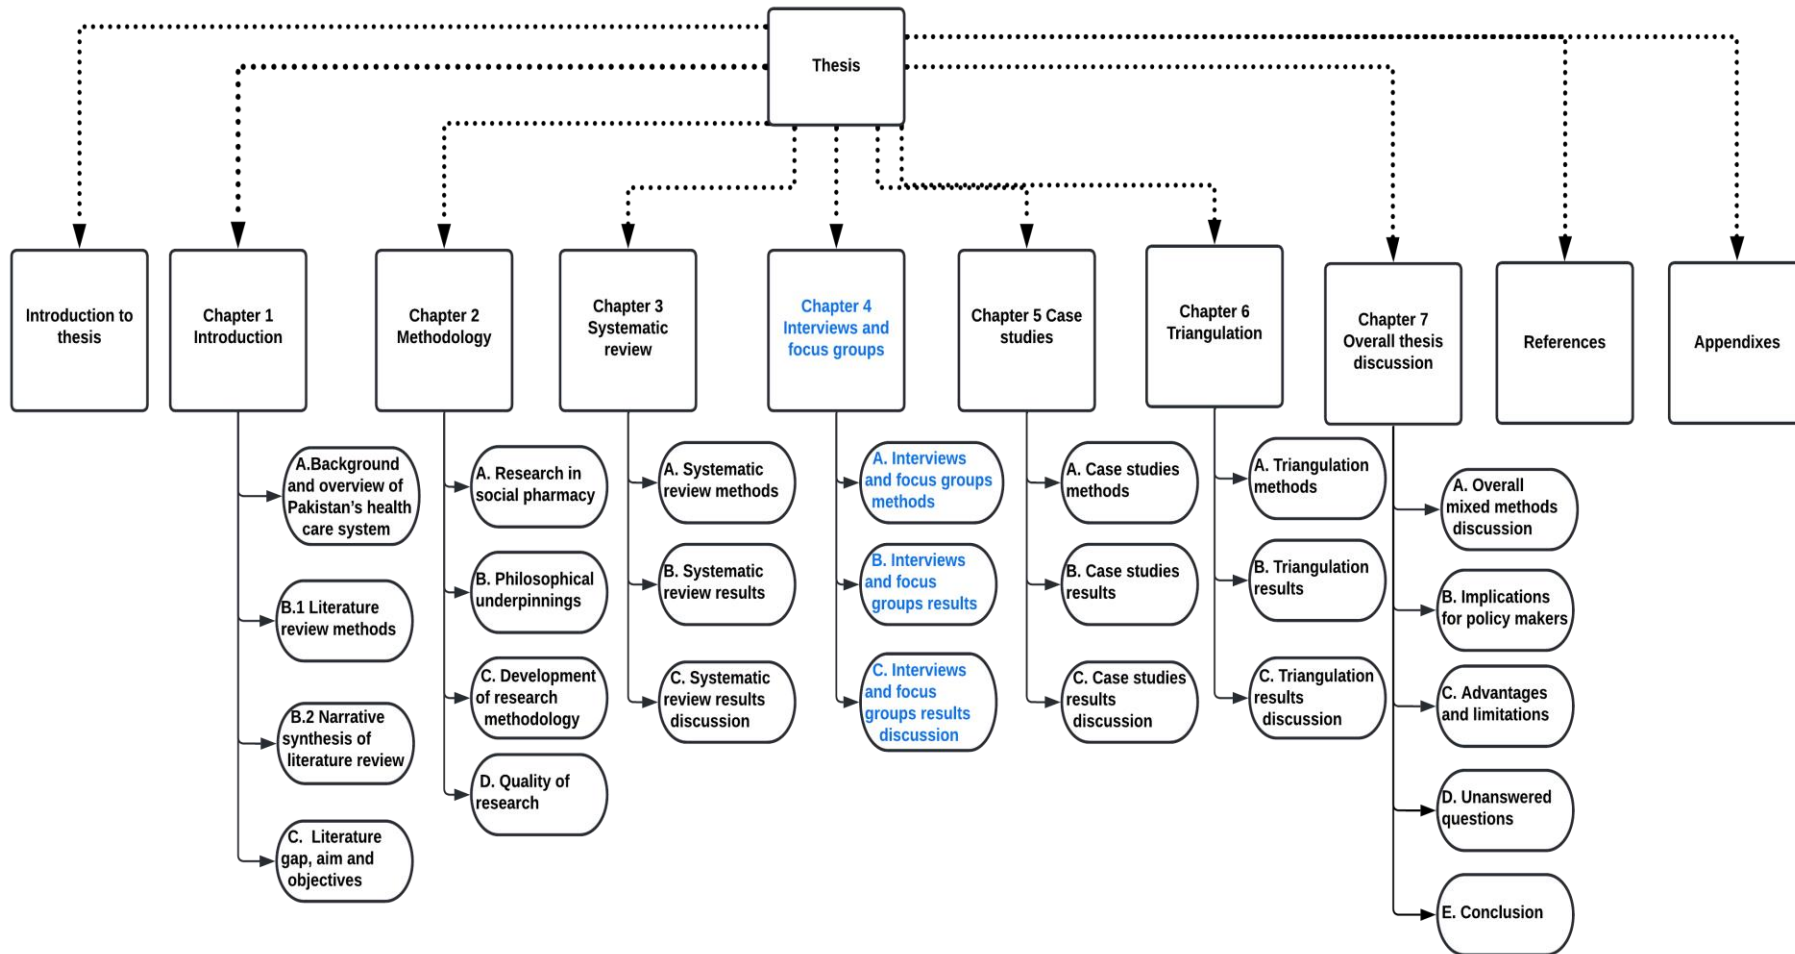 Thesis
Introduction to
thesis
Chapter 1
Introduction
Chapter 2
Methodology
Chapter 3
Systematic
review
Chapter 4
Interviews and
focus groups
Chapter 5 Case
studies
Chapter 6
Triangulation
Chapter 7
Overall thesis
discussion
References
Appendixes
A.Background
and overview of
Pakistan's health
care system
B.1 Literature
review methods
B.2 Narrative
synthesis of
literature review
C. Literature
gap, aim and
objectives
A. Research in
social pharmacy
B. Philosophical
underpinnings
C. Development
of research
methodology
D. Quality of
research
A. Systematic
review methods
B. Systematic
review results
C. Systematic
review results
discussion
A. Interviews
and focus groups
methods
B. Interviews
and focus
groups results
C. Interviews
and focus
groups results
discussion
A. Case studies
methods
B. Case studies
results
C. Case studies
results
discussion
A. Triangulation
methods
B. Triangulation
results
C. Triangulation
results
discussion
A. Overall
mixed methods
discussion
B. Implications
for policy makers
C. Advantages
and limitations
D. Unanswered
questions
E. Conclusion